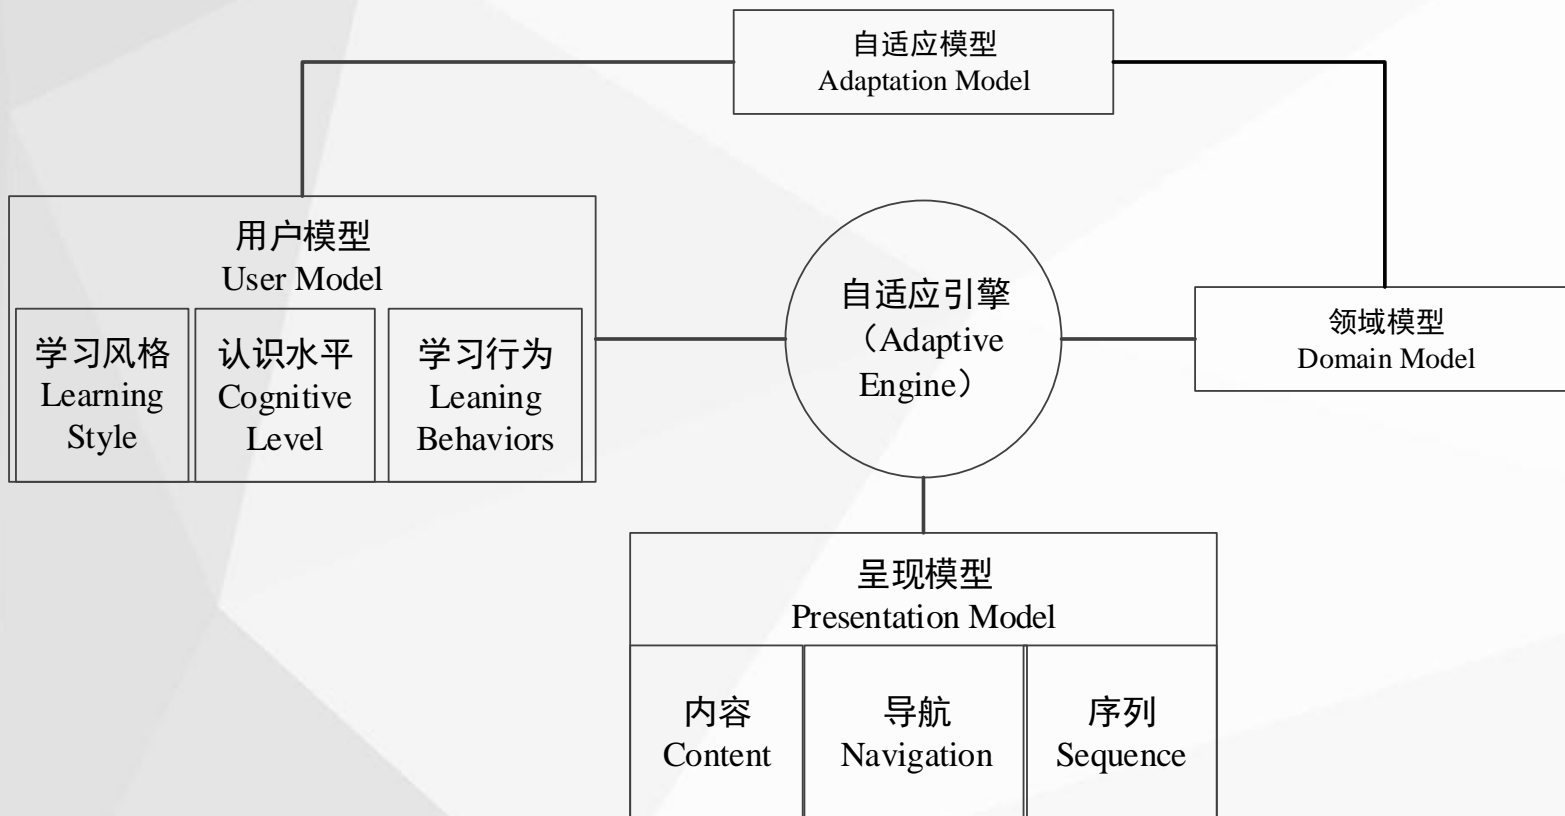 自适应模型
Adaptation Model
用户模型
User Model
学习风格
Learning
Style
认识水平
Cognitive
Level
学习行为
Leaning
Behaviors
自适应引擎
（Adaptive
Engine）
领域模型
Domain Model
呈现模型
Presentation Model
内容
Content
导航
Navigation
序列
Sequence